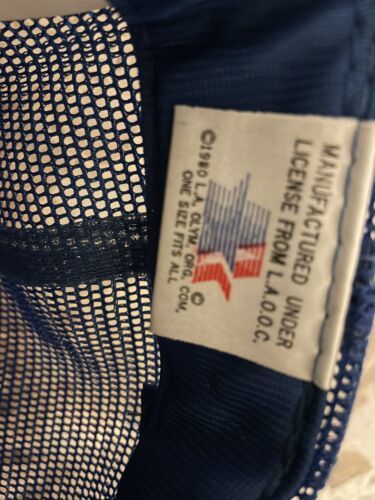 MANUFACTURED UNDER
LICENSE FROM L.A.O.O.C.
©
©1980 L.A. OLYM. ORG. COM.
ONE SIZE FITS ALL